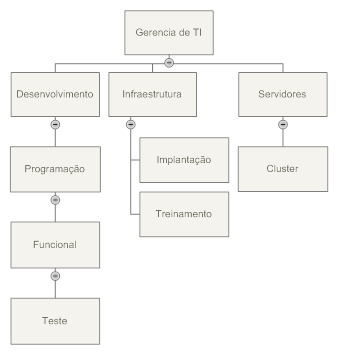 Gerencia de TI
Desenvolvimento
Infraestrutura
Servidores
Programação
Implantação
Cluster
Treinamento
Funcional
Teste